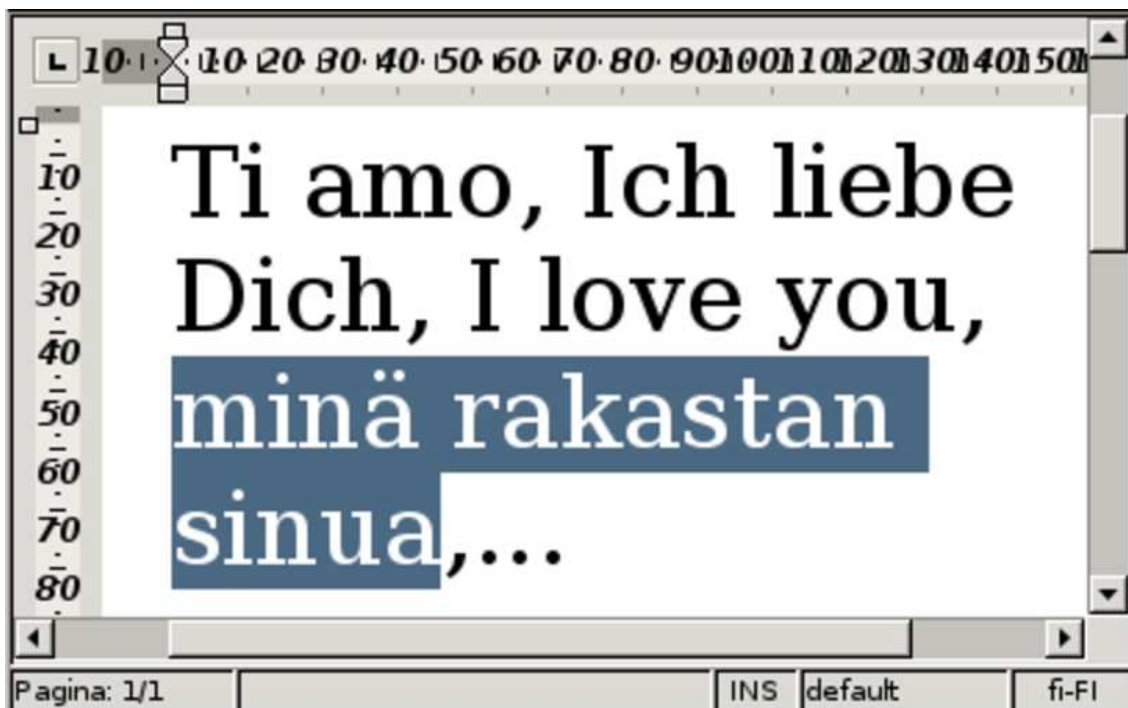 10 10 20 30 40 50 60 70 80 90 100 110 120 130 140 150
10
20
30
40
50
60
70
80
Ti amo, Ich liebe
Dich, I love you,
minä rakastan
sinua,...
Pagina: 1/1 INS default fi-FI